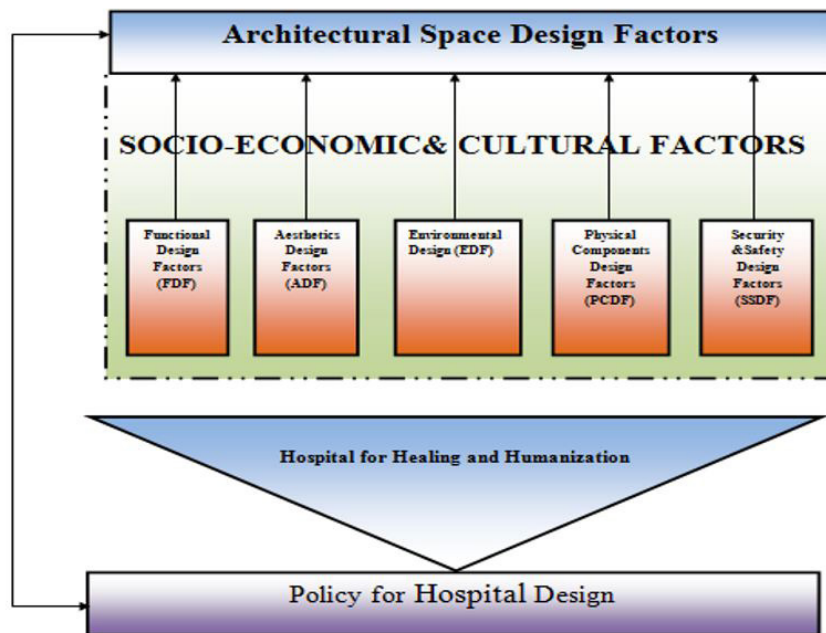 Architectural Space Design Factors
SOCIO-ECONOMIC& CULTURAL FACTORS
Functional
Design
Factors
(FDF)
Aesthetics
Design
Factors
(ADF)
Environmental
Design (EDF)
Physical
Components
Design
Factors
(PCDF)
Security
&Safety
Design
Factors
(SSDF)
Hospital for Healing and Humanization
Policy for Hospital Design